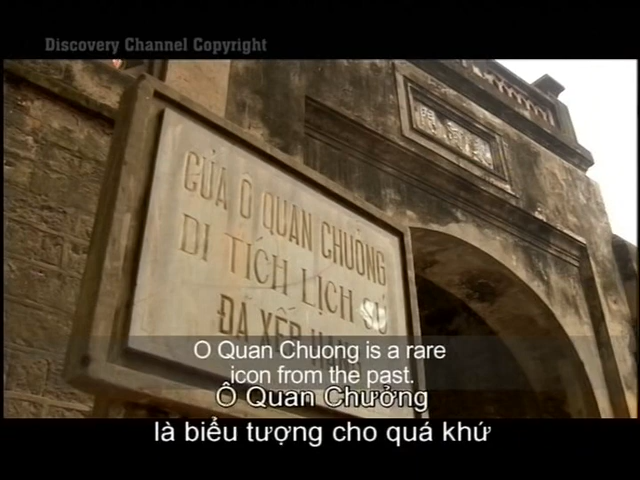 Discovery Channel Copyright
CỬA Ô QUAN CHƯỞNG
DI TÍCH LỊCH SỬ
ĐÃ XẾP HẠNG
O Quan Chuong is a rare
icon from the past.
Ô Quan Chưởng
là biểu tượng cho quá khứ